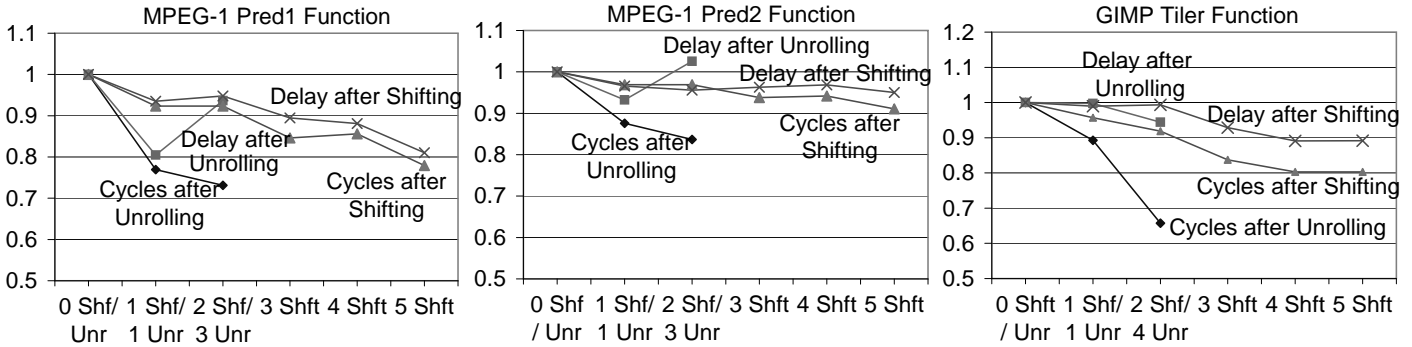 MPEG-1 Pred1 Function
1.1
1
0.9
0.8
0.7
0.6
0.5
Delay after Shifting
Delay after
Unrolling
Cycles after
Unrolling
Cycles after
Shifting
0 Shf/ 1 Shf/ 2 Shf/ 3 Shft 4 Shft 5 Shft
Unr 1 Unr 3 Unr
MPEG-1 Pred2 Function
1.1
1
0.9
0.8
0.7
0.6
0.5
Delay after Unrolling
Delay after Shifting
Cycles after
Unrolling
Cycles after
Shifting
0 Shf 1 Shf/ 2 Shf/ 3 Shft 4 Shft 5 Shft
/ Unr 1 Unr 3 Unr
GIMP Tiler Function
1.2
1.1
1.0
0.9
0.8
0.7
0.6
0.5
Delay after
Unrolling
Delay after Shifting
Cycles after Shifting
Cycles after Unrolling
0 Shft 1 Shf/ 2 Shf/ 3 Shft 4 Shft 5 Shft
/ Unr 1 Unr 4 Unr